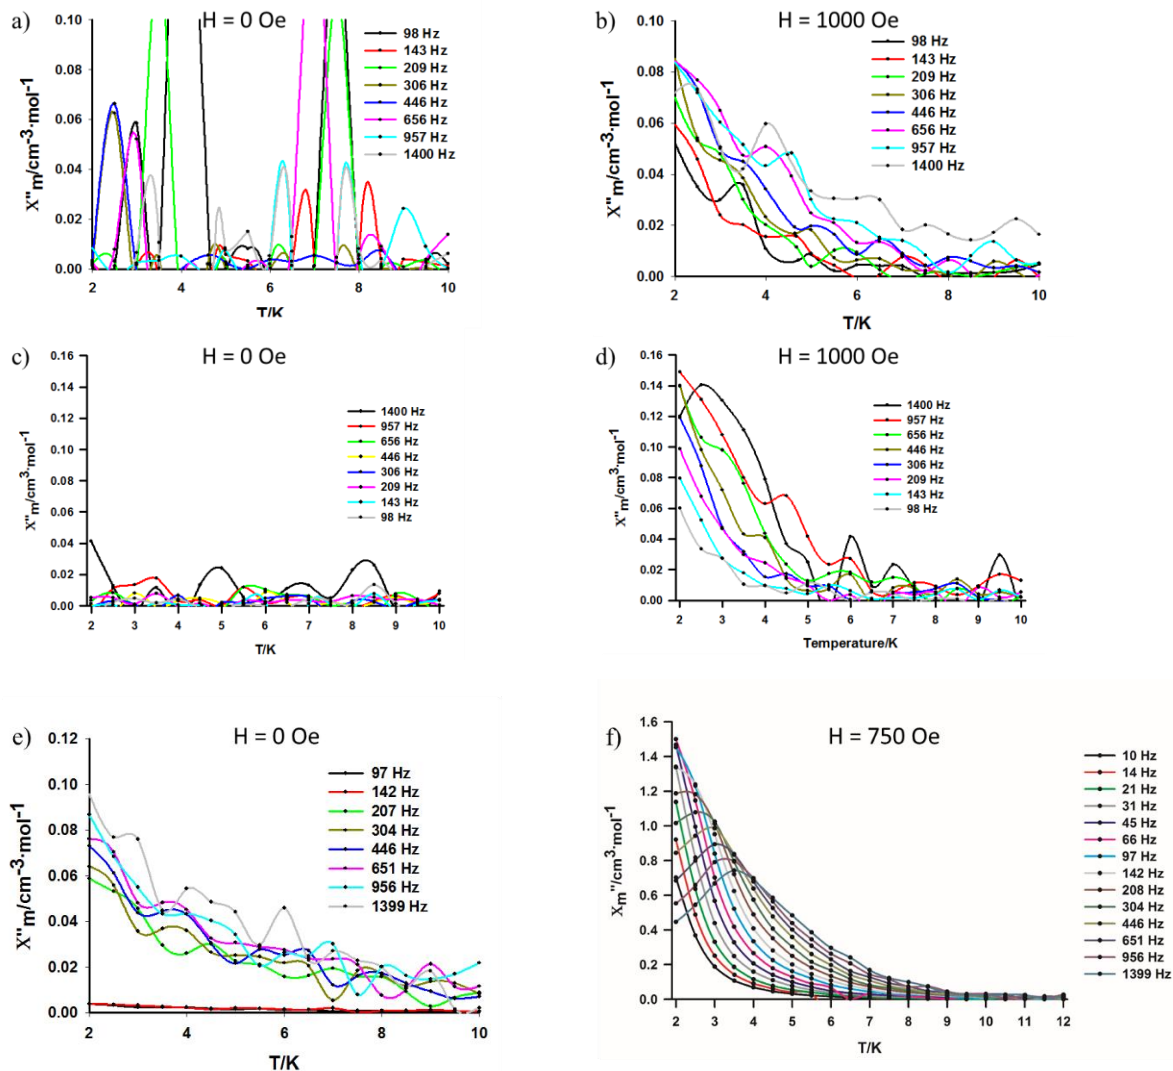 a)
H = 0 Oe
X''m/cm-3·mol-1
0.10
0.08
0.06
0.04
0.02
0.00
98 Hz
143 Hz
209 Hz
306 Hz
446 Hz
656 Hz
957 Hz
1400 Hz
2 4 6 8 10
T/K
b)
H = 1000 Oe
X''m/cm-3·mol-1
0.10
0.08
0.06
0.04
0.02
0.00
98 Hz
143 Hz
209 Hz
306 Hz
446 Hz
656 Hz
957 Hz
1400 Hz
2 4 6 8 10
T/K
c)
H = 0 Oe
X''m/cm3·mol-1
0.16
0.14
0.12
0.10
0.08
0.06
0.04
0.02
0.00
1400 Hz
957 Hz
656 Hz
446 Hz
306 Hz
209 Hz
143 Hz
98 Hz
2 3 4 5 6 7 8 9 10
T/K
d)
H = 1000 Oe
X''m/cm3·mol-1
0.16
0.14
0.12
0.10
0.08
0.06
0.04
0.02
0.00
1400 Hz
957 Hz
656 Hz
446 Hz
306 Hz
209 Hz
143 Hz
98 Hz
2 3 4 5 6 7 8 9 10
Temperature/K
e)
H = 0 Oe
X''m/cm-3·mol-1
0.12
0.10
0.08
0.06
0.04
0.02
0.00
97 Hz
142 Hz
207 Hz
304 Hz
446 Hz
651 Hz
956 Hz
1399 Hz
2 4 6 8 10
T/K
f)
H = 750 Oe
Xm''/cm3·mol-1
1.6
1.4
1.2
1.0
0.8
0.6
0.4
0.2
0.0
10 Hz
14 Hz
21 Hz
31 Hz
45 Hz
66 Hz
97 Hz
142 Hz
208 Hz
304 Hz
446 Hz
651 Hz
956 Hz
1399 Hz
2 3 4 5 6 7 8 9 10 11 12
T/K